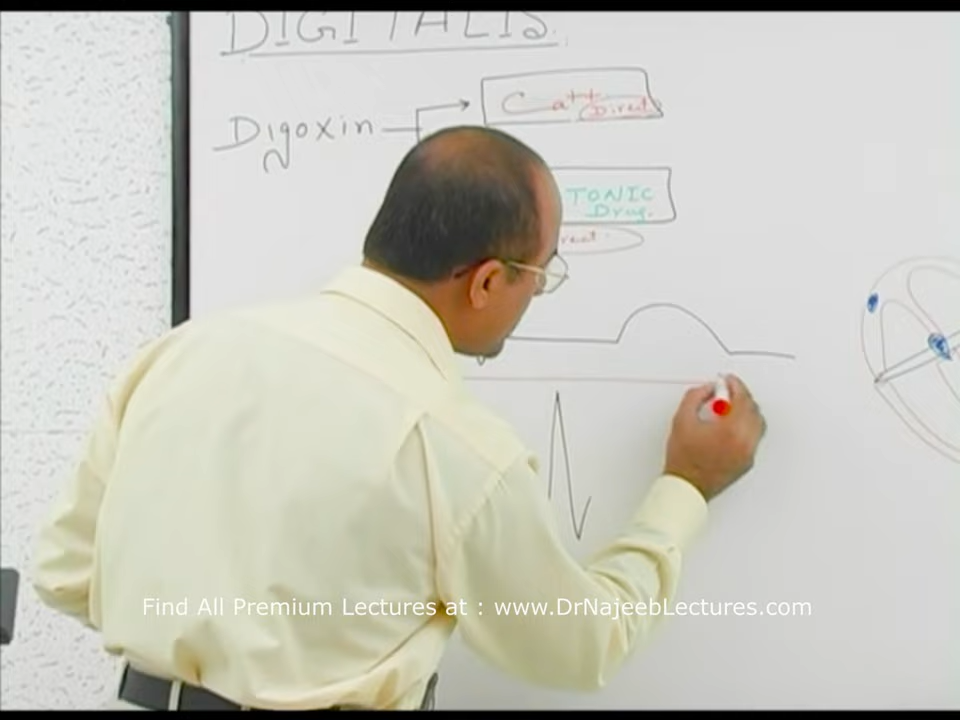 DIGITALIS
Digoxin
Ca++
Direct
TONIC
Drug.
Find All Premium Lectures at : www.DrNajeebLectures.com